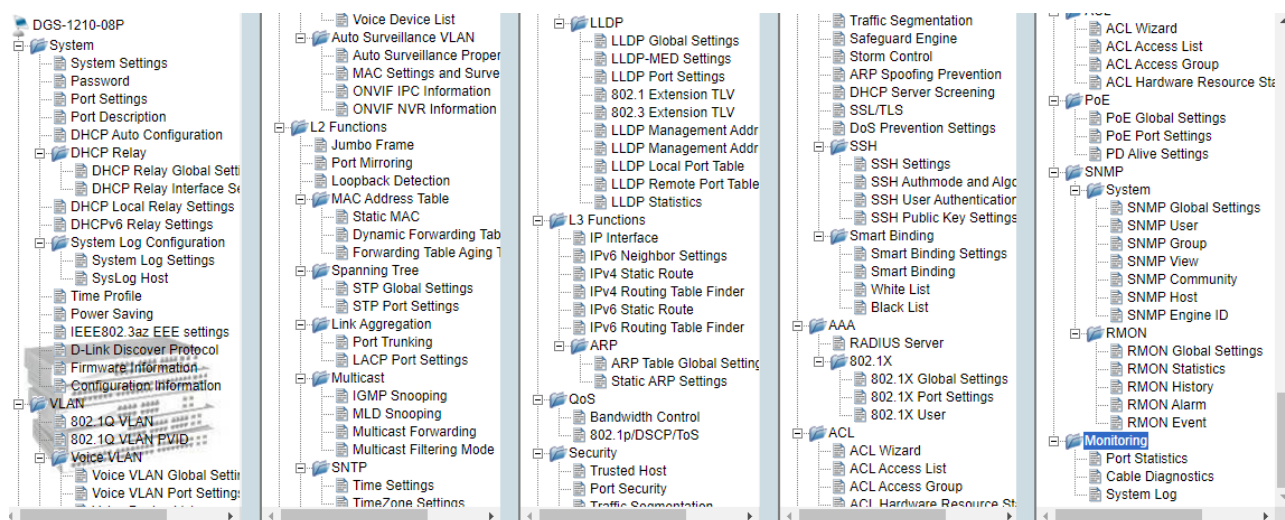 DGS-1210-08P
System
System Settings
Password
Port Settings
Port Description
DHCP Auto Configuration
DHCP Relay
DHCP Relay Global Setti
DHCP Relay Interface Se
DHCP Local Relay Settings
DHCPv6 Relay Settings
System Log Configuration
System Log Settings
SysLog Host
Time Profile
Power Saving
IEEE802.3az EEE settings
D-Link Discover Protocol
Firmware Information
Configuration Information
VLAN
802.1Q VLAN
802.1Q VLAN PVID
Voice VLAN
Voice VLAN Global Settin
Voice VLAN Port Settings
Voice Device List
Auto Surveillance VLAN
Auto Surveillance Proper
MAC Settings and Surve
ONVIF IPC Information
ONVIF NVR Information
L2 Functions
Jumbo Frame
Port Mirroring
Loopback Detection
MAC Address Table
Static MAC
Dynamic Forwarding Tab
Forwarding Table Aging T
Spanning Tree
STP Global Settings
STP Port Settings
Link Aggregation
Port Trunking
LACP Port Settings
Multicast
IGMP Snooping
MLD Snooping
Multicast Forwarding
Multicast Filtering Mode
SNTP
Time Settings
TimeZone Settings
LLDP
LLDP Global Settings
LLDP-MED Settings
LLDP Port Settings
802.1 Extension TLV
802.3 Extension TLV
LLDP Management Addr
LLDP Management Addr
LLDP Local Port Table
LLDP Remote Port Table
LLDP Statistics
L3 Functions
IP Interface
IPv6 Neighbor Settings
IPv4 Static Route
IPv4 Routing Table Finder
IPv6 Static Route
IPv6 Routing Table Finder
ARP
ARP Table Global Setting
Static ARP Settings
QoS
Bandwidth Control
802.1p/DSCP/ToS
Security
Trusted Host
Port Security
Traffic Segmentation
Traffic Segmentation
Safeguard Engine
Storm Control
ARP Spoofing Prevention
DHCP Server Screening
SSL/TLS
DoS Prevention Settings
SSH
SSH Settings
SSH Authmode and Algo
SSH User Authentication
SSH Public Key Settings
Smart Binding
Smart Binding Settings
Smart Binding
White List
Black List
AAA
RADIUS Server
802.1X
802.1X Global Settings
802.1X Port Settings
802.1X User
ACL
ACL Wizard
ACL Access List
ACL Access Group
ACL Hardware Resource St
ACL
ACL Wizard
ACL Access List
ACL Access Group
ACL Hardware Resource Sta
PoE
PoE Global Settings
PoE Port Settings
PD Alive Settings
SNMP
System
SNMP Global Settings
SNMP User
SNMP Group
SNMP View
SNMP Community
SNMP Host
SNMP Engine ID
RMON
RMON Global Settings
RMON Statistics
RMON History
RMON Alarm
RMON Event
Monitoring
Port Statistics
Cable Diagnostics
System Log